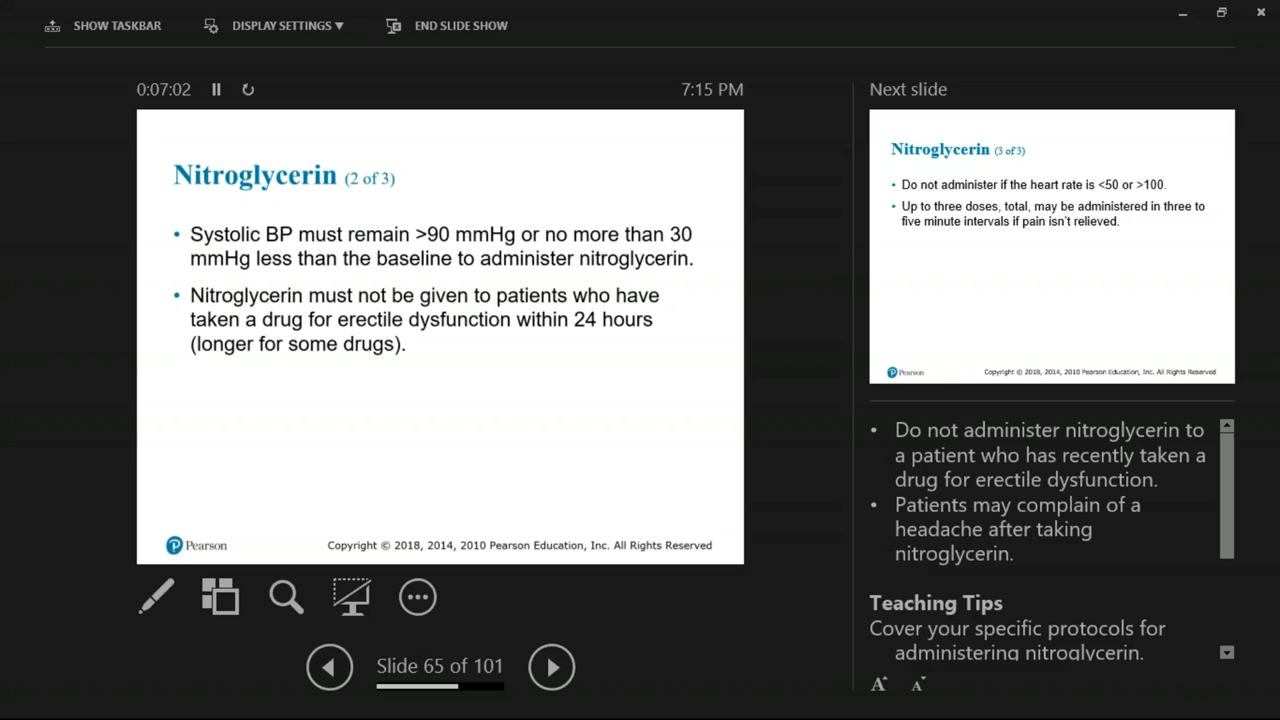 SHOW TASKBAR
DISPLAY SETTINGS ▼
END SLIDE SHOW
0:07:02
7:15 PM
Nitroglycerin (2 of 3)
• Systolic BP must remain >90 mmHg or no more than 30
mmHg less than the baseline to administer nitroglycerin.
• Nitroglycerin must not be given to patients who have
taken a drug for erectile dysfunction within 24 hours
(longer for some drugs).
Pearson
Copyright © 2018, 2014, 2010 Pearson Education, Inc. All Rights Reserved
Slide 65 of 101
Next slide
Nitroglycerin (3 of 3)
• Do not administer if the heart rate is <50 or >100.
• Up to three doses, total, may be administered in three to
five minute intervals if pain isn't relieved.
Pearson
Copyright © 2018, 2014, 2010 Pearson Education, Inc. All Rights Reserved
• Do not administer nitroglycerin to
a patient who has recently taken a
drug for erectile dysfunction.
• Patients may complain of a
headache after taking
nitroglycerin.
Teaching Tips
Cover your specific protocols for
administering nitroglycerin.
A A